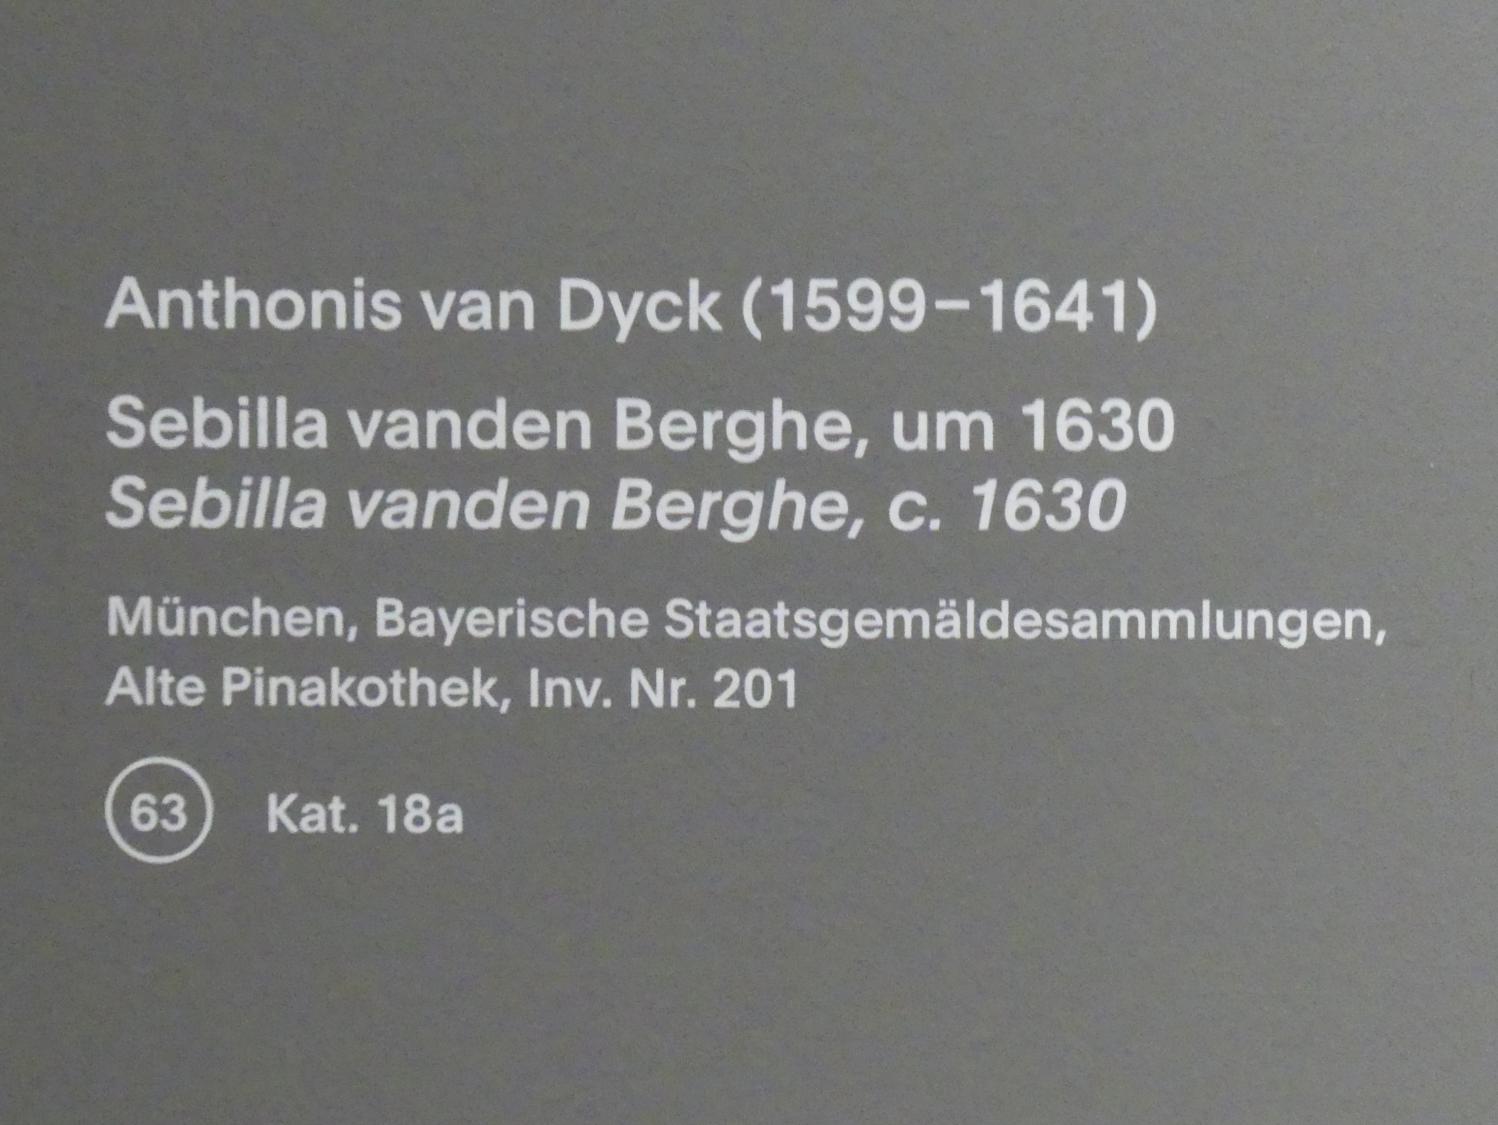 Anthonis van Dyck (1599–1641)
Sebilla vanden Berghe, um 1630
Sebilla vanden Berghe, c. 1630
München, Bayerische Staatsgemäldesammlungen,
Alte Pinakothek, Inv. Nr. 201
63 Kat. 18a